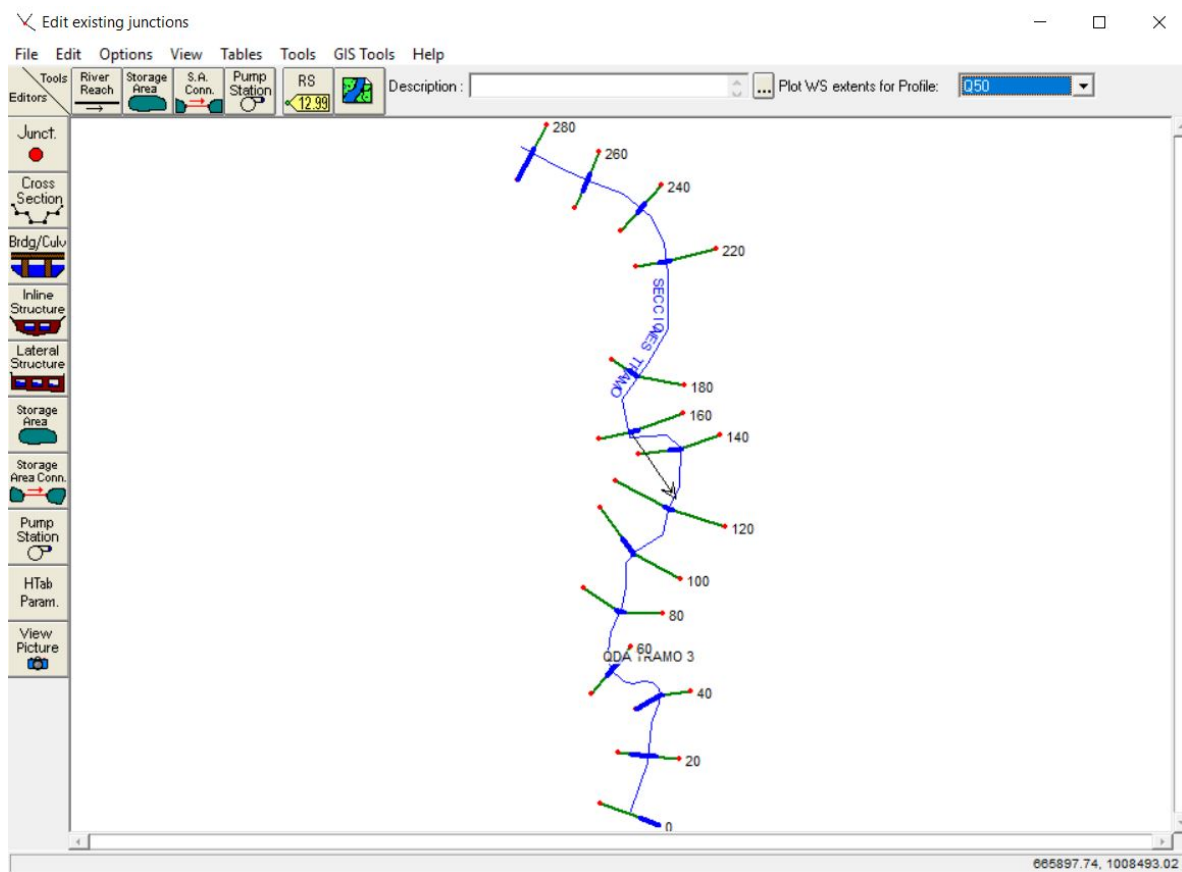 Edit existing junctions
File Edit Options View Tables Tools GIS Tools Help
Tools
Editors
River
Reach
Storage
Area
S.A.
Conn.
Pump
Station
RS
12.99
Description :
...
Plot WS extents for Profile:
Q50
Junct.
Cross
Section
Brdg/Culv
Inline
Structure
Lateral
Structure
Storage
Area
Storage
Area Conn.
Pump
Station
HTab
Param.
View
Picture
280
260
240
220
SECCIONES TRAMO
180
160
140
120
100
80
60
QDA TRAMO 3
40
20
0
665897.74, 1008493.02